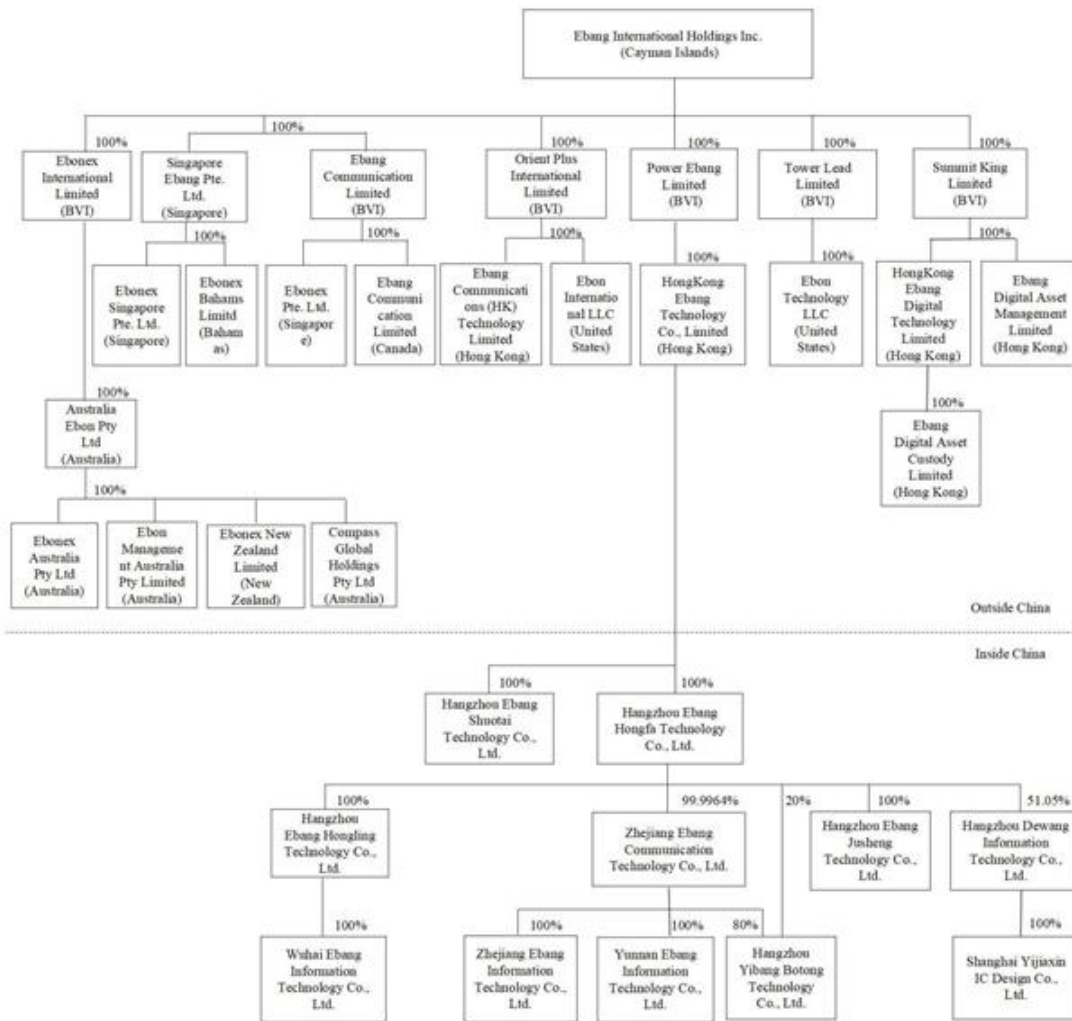 Ebang International Holdings Inc.
(Cayman Islands)
100%
100%
100%
100%
100%
100%
Ebonex
International
Limited
(BVI)
Singapore
Ebang Pte.
Ltd.
(Singapore)
Ebang
Communication
Limited
(BVI)
Orient Plus
International
Limited
(BVI)
Power Ebang
Limited
(BVI)
Tower Lead
Limited
(BVI)
Summit King
Limited
(BVI)
100%
100%
100%
100%
100%
100%
Ebonex
Singapore
Pte. Ltd.
(Singapore)
Ebonex
Bahams
Limitd
(Baham
as)
Ebonex
Pte. Ltd.
(Singapor
e)
Ebang
Communi
cation
Limited
(Canada)
Ebang
Communicati
ons (HK)
Technology
Limited
(Hong Kong)
Ebon
Internatio
nal LLC
(United
States)
HongKong
Ebang
Technology
Co., Limited
(Hong Kong)
Ebon
Technology
LLC
(United
States)
HongKong
Ebang
Digital
Technology
Limited
(Hong Kong)
Ebang
Digital Asset
Management
Limited
(Hong Kong)
100%
Australia
Ebon Pty
Ltd
(Australia)
100%
Ebang
Digital Asset
Custody
Limited
(Hong Kong)
100%
Ebonex
Australia
Pty Ltd
(Australia)
Ebon
Manageme
nt Australia
Pty Limited
(Australia)
Ebonex New
Zealand
Limited
(New
Zealand)
Compass
Global
Holdings
Pty Ltd
(Australia)
Outside China
Inside China
100%
100%
Hangzhou Ebang
Shuotai
Technology Co.,
Ltd.
Hangzhou Ebang
Hongfa Technology
Co., Ltd.
100%
99.9964%
20%
100%
51.05%
Hangzhou
Ebang Hongling
Technology Co.,
Ltd.
Zhejiang Ebang
Communication
Technology Co., Ltd.
Hangzhou Ebang
Jusheng
Technology Co.,
Ltd.
Hangzhou Dewang
Information
Technology Co.,
Ltd.
100%
100%
100%
80%
100%
Wuhai Ebang
Information
Technology Co.,
Ltd.
Zhejiang Ebang
Information
Technology Co.,
Ltd.
Yunnan Ebang
Information
Technology Co.,
Ltd.
Hangzhou
Yibang Botong
Technology
Co., Ltd.
Shanghai Yijiaxin
IC Design Co.,
Ltd.